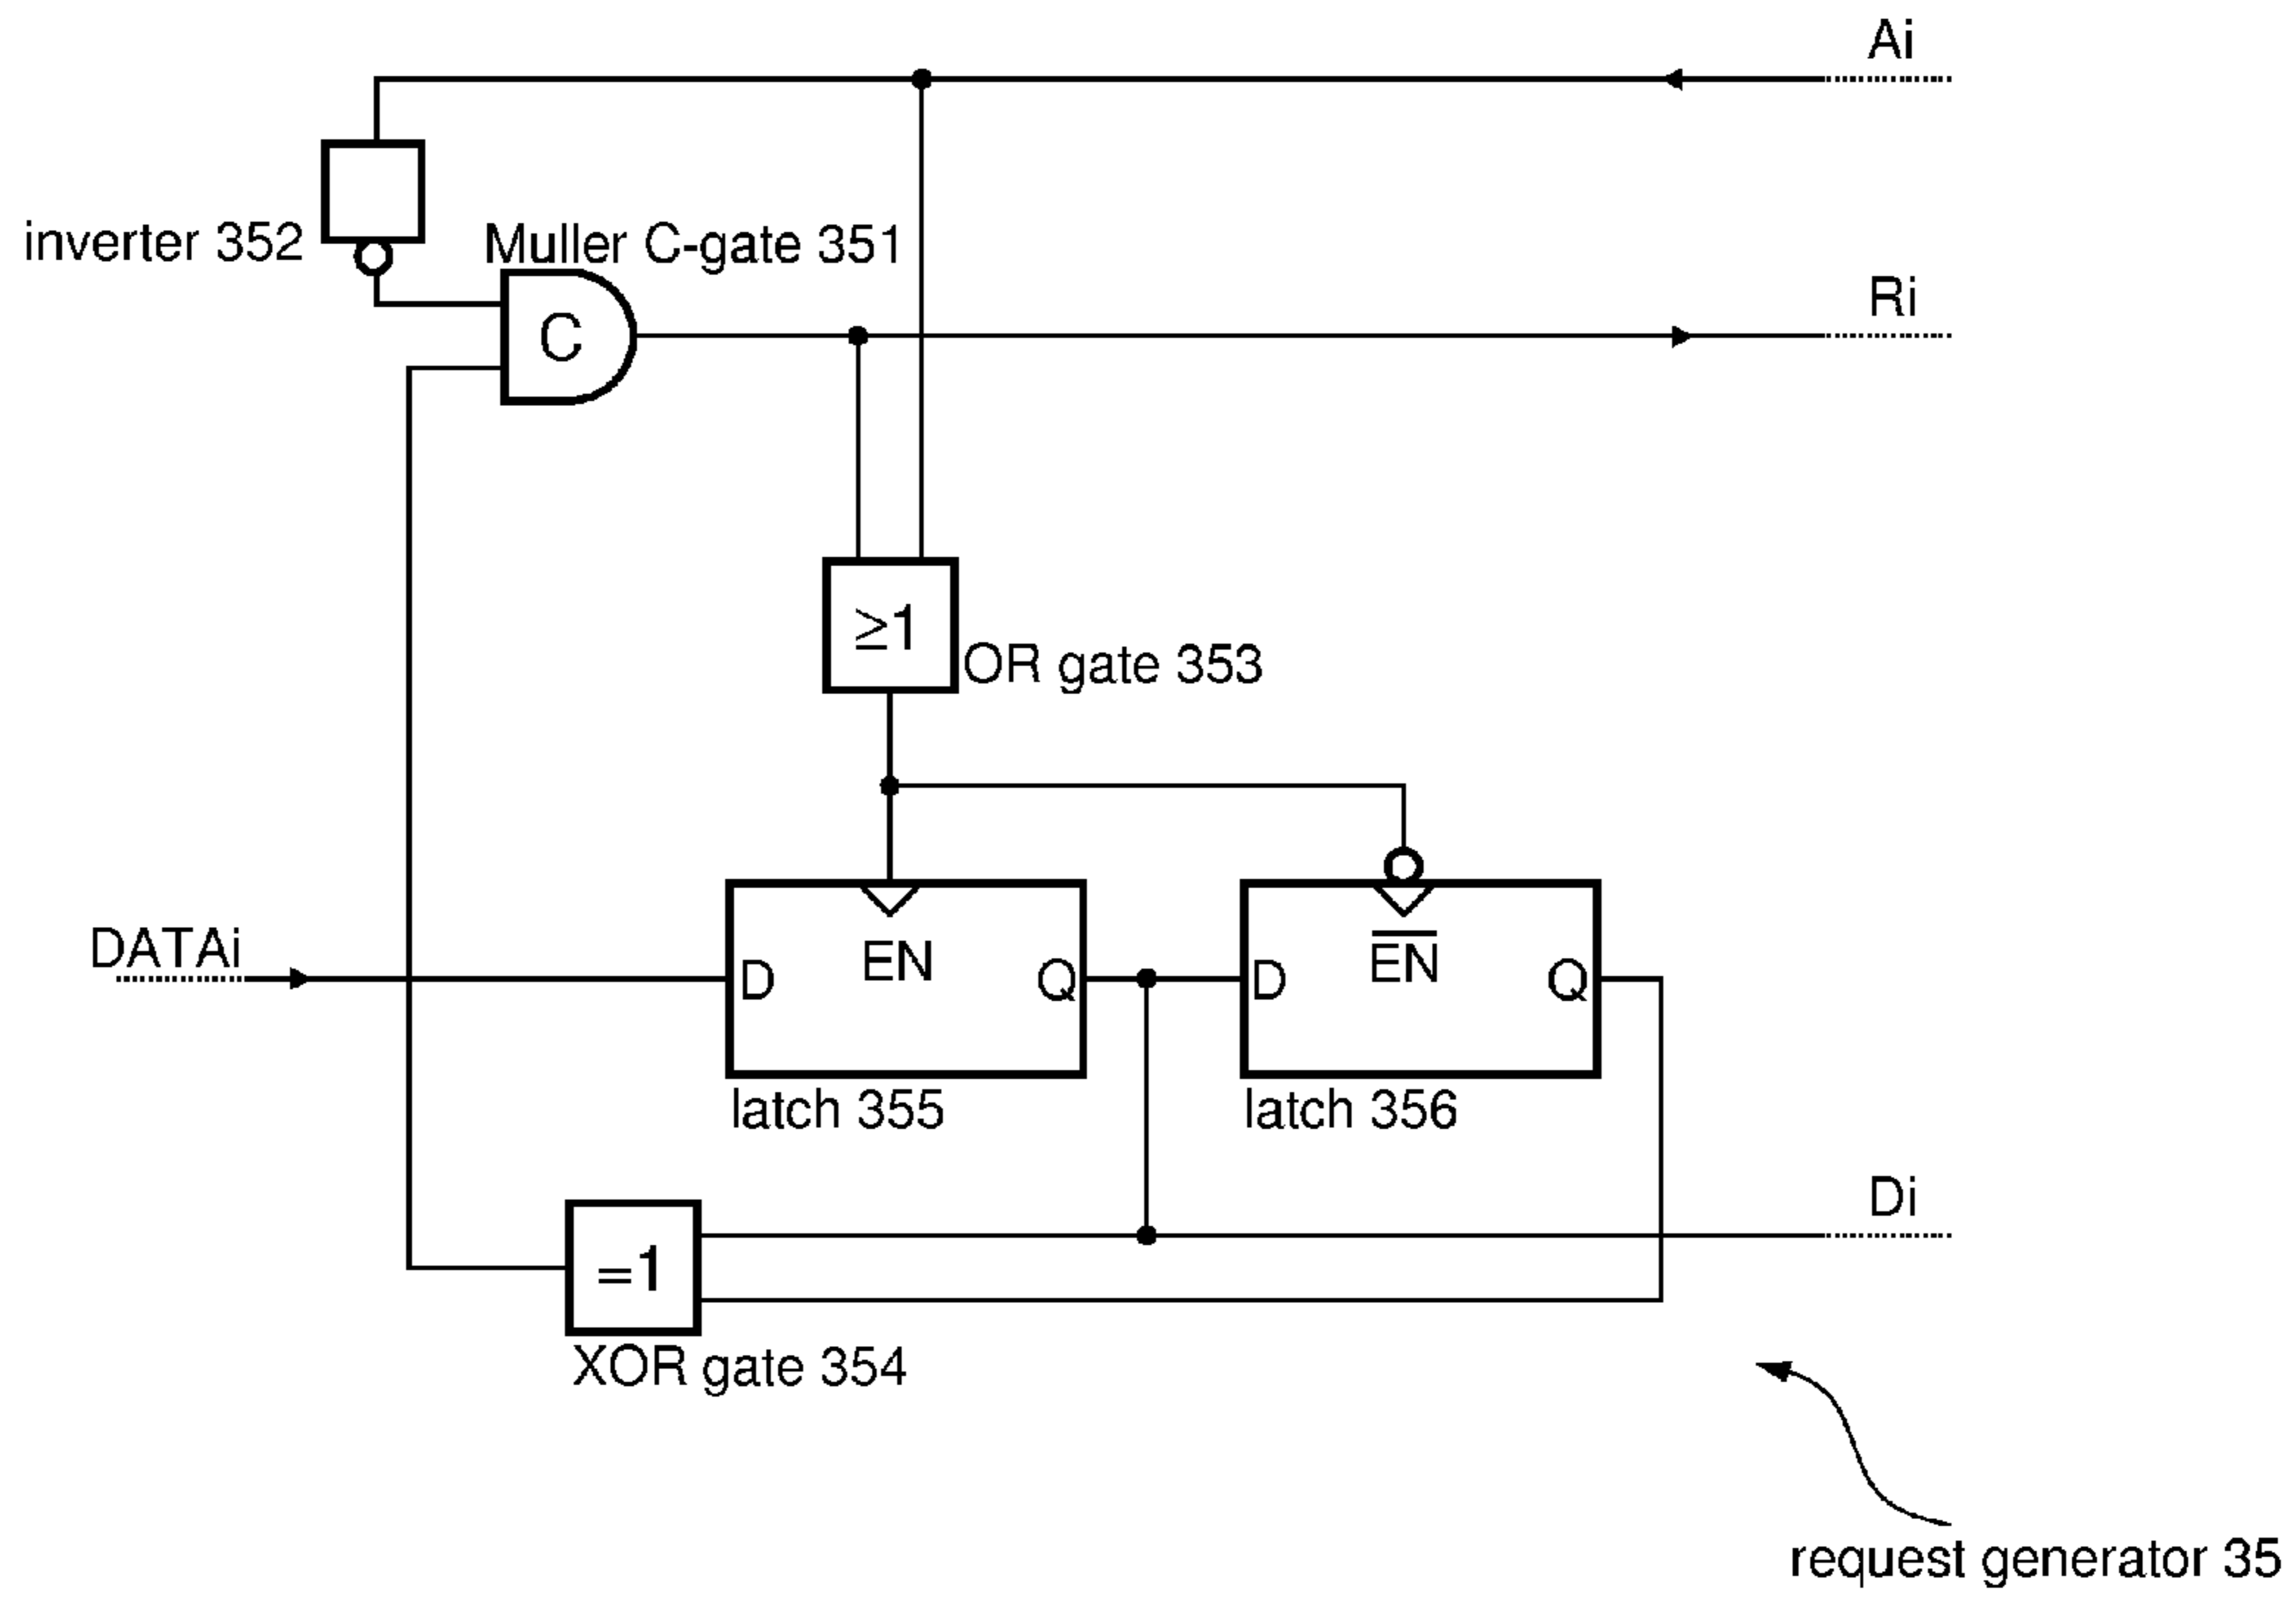 Ai
inverter 352
Muller C-gate 351
C
Ri
≥1
OR gate 353
DATAi
D
EN
Q
D
E̅N̅
Q
latch 355
latch 356
Di
=1
XOR gate 354
request generator 35